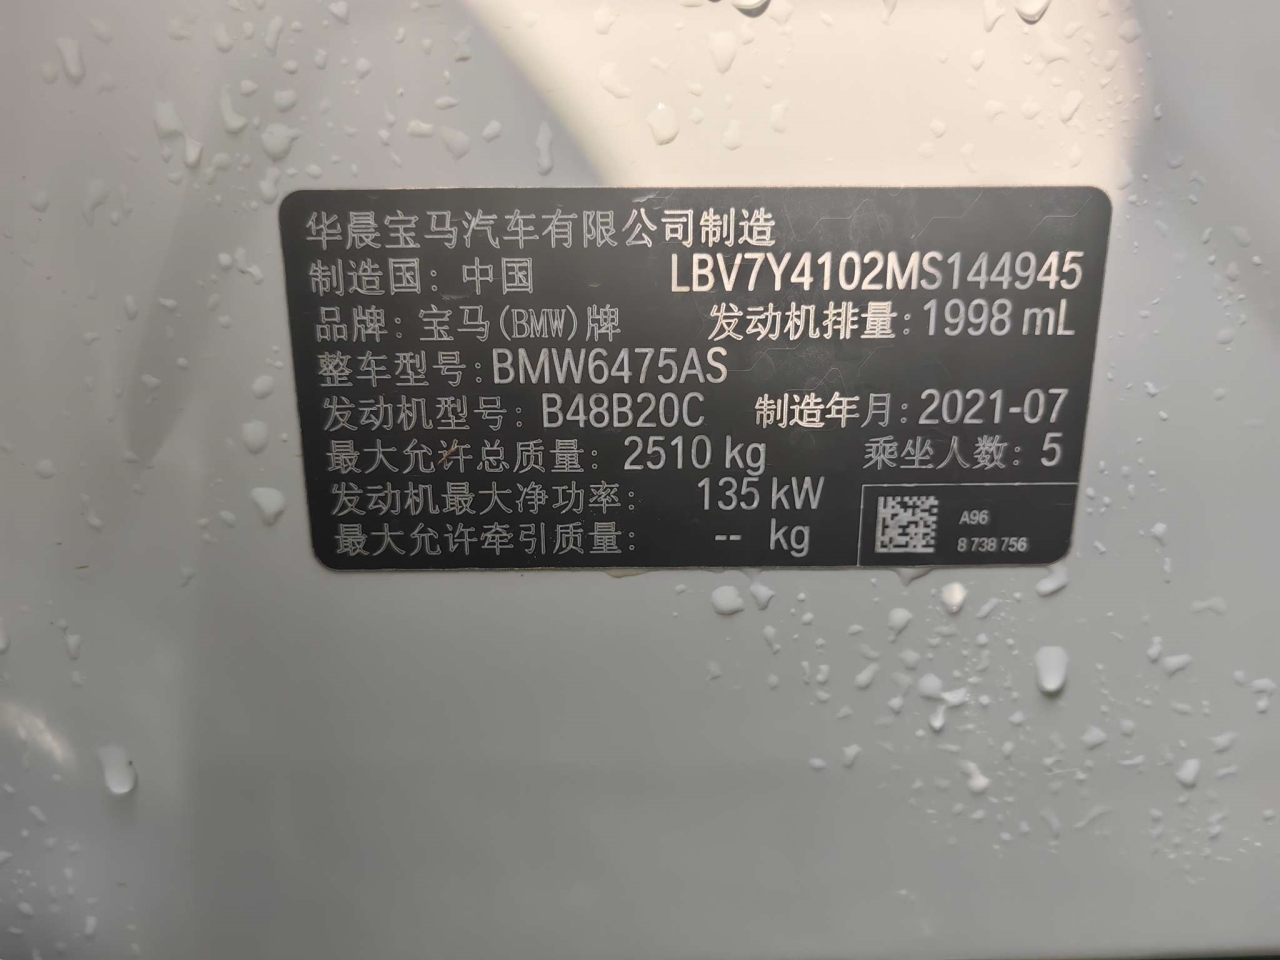 华晨宝马汽车有限公司制造
制造国：中国 LBV7Y4102MS144945
品牌：宝马(BMW)牌 发动机排量：1998 mL
整车型号：BMW6475AS
发动机型号：B48B20C 制造年月：2021-07
最大允许总质量：2510 kg 乘坐人数：5
发动机最大净功率：135 kW
最大允许牵引质量：-- kg
A96
8 738 756